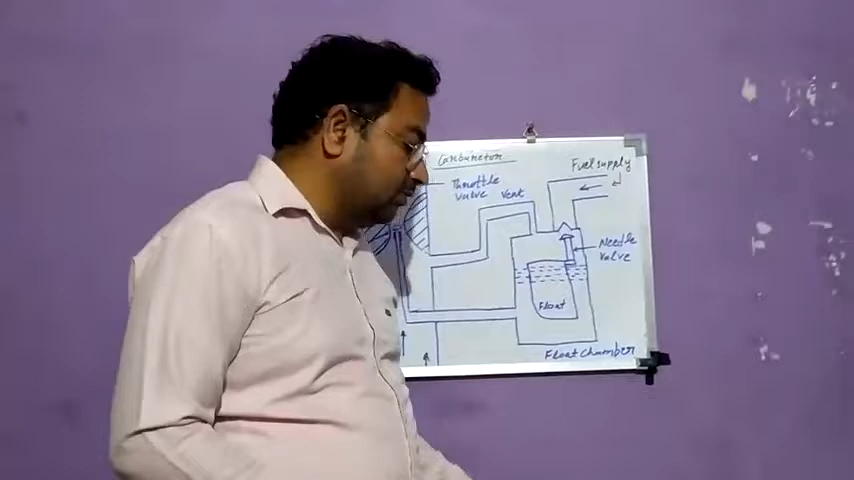 Carburetor
Fuel supply
Throttle
valve
Vent
Needle
valve
Float
Float chamber